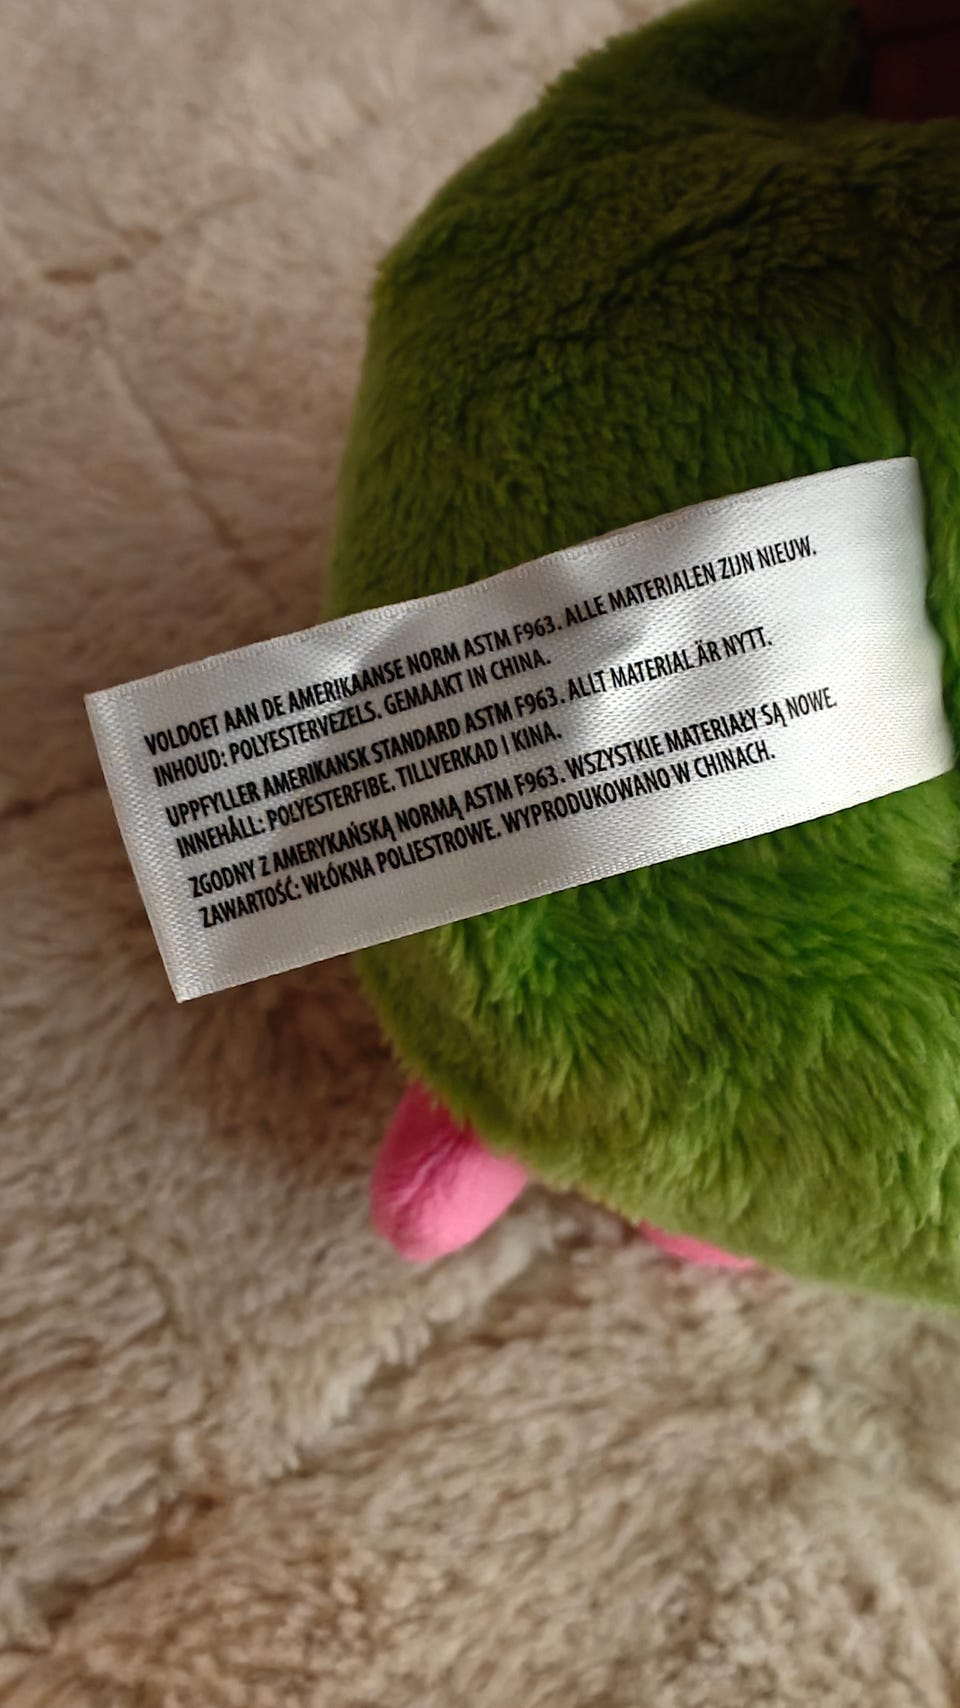 VOLDOET AAN DE AMERIKAANSE NORM ASTM F963. ALLE MATERIALEN ZIJN NIEUW.
INHOUD: POLYESTERVEZELS. GEMAAKT IN CHINA.
UPPFYLLER AMERIKANSK STANDARD ASTM F963. ALLT MATERIAL ÄR NYTT.
INNEHÅLL: POLYESTERFIBE. TILLVERKAD I KINA.
ZGODNY Z AMERYKAŃSKĄ NORMĄ ASTM F963. WSZYSTKIE MATERIAŁY SĄ NOWE.
ZAWARTOŚĆ: WŁÓKNA POLIESTROWE. WYPRODUKOWANO W CHINACH.